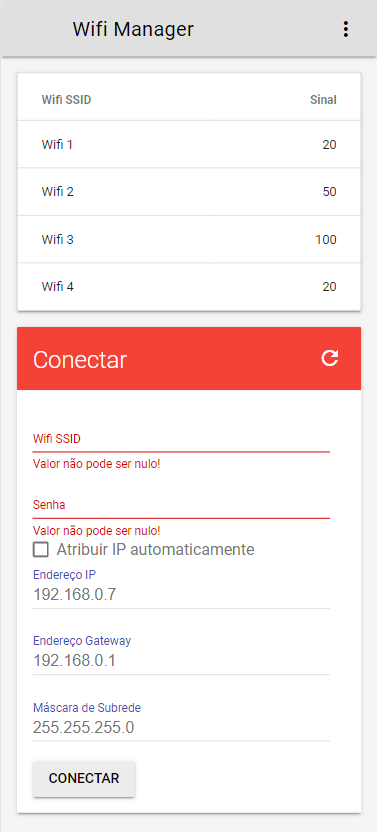 Wifi Manager
Wifi SSID Sinal
Wifi 1 20
Wifi 2 50
Wifi 3 100
Wifi 4 20
Conectar
Wifi SSID
Valor não pode ser nulo!
Senha
Valor não pode ser nulo!
Atribuir IP automaticamente
Endereço IP
192.168.0.7
Endereço Gateway
192.168.0.1
Máscara de Subrede
255.255.255.0
CONECTAR